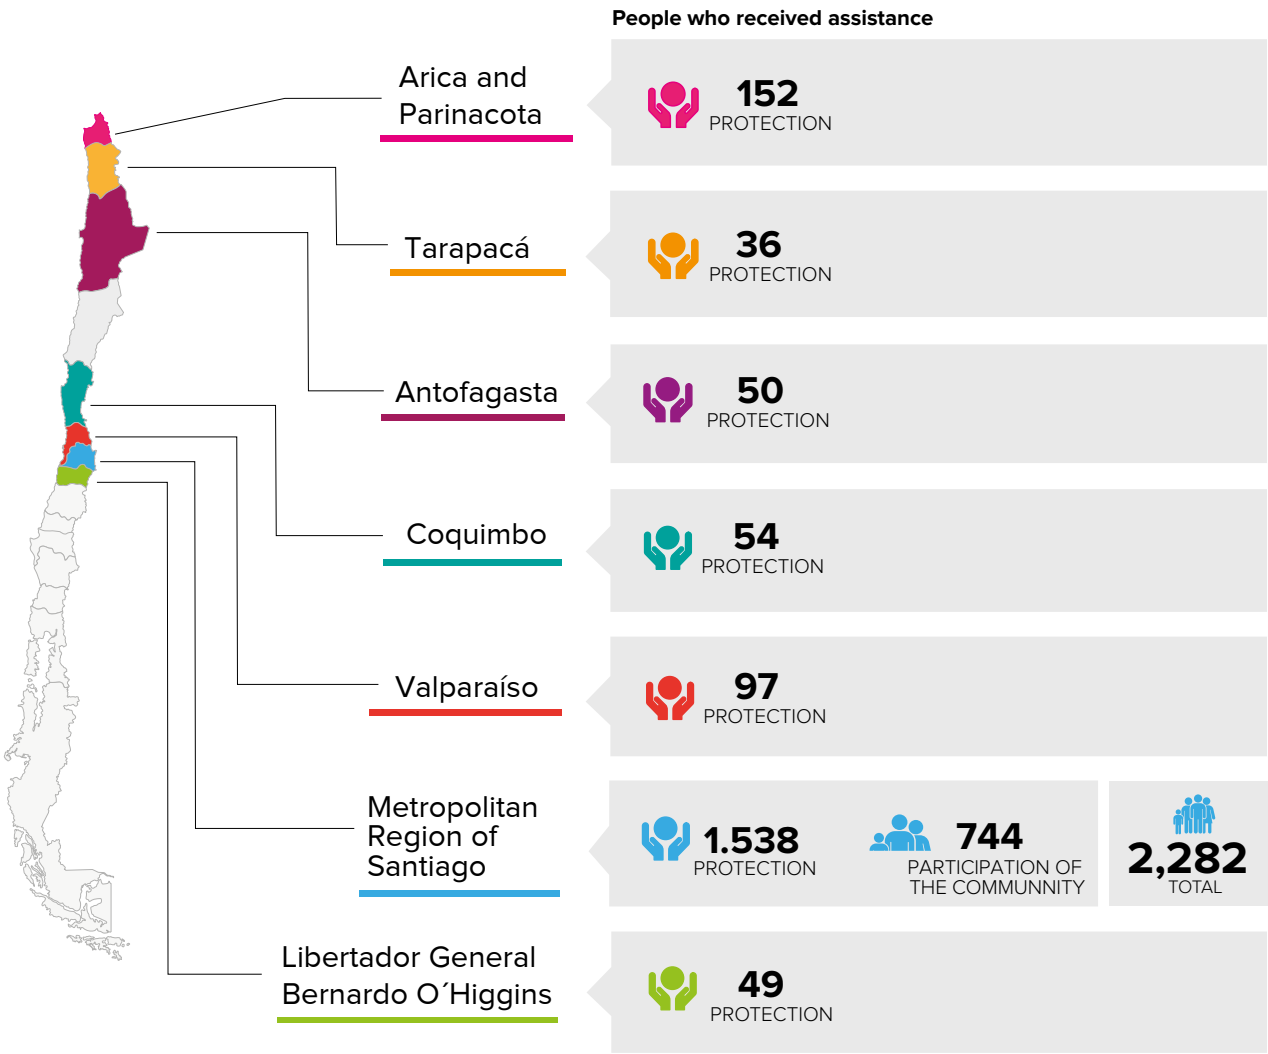 People who received assistance
Arica and
Parinacota
152
PROTECTION
Tarapacá
36
PROTECTION
Antofagasta
50
PROTECTION
Coquimbo
54
PROTECTION
Valparaíso
97
PROTECTION
Metropolitan
Region of
Santiago
1.538
PROTECTION
744
PARTICIPATION OF
THE COMMUNNITY
2,282
TOTAL
Libertador General
Bernardo O´Higgins
49
PROTECTION